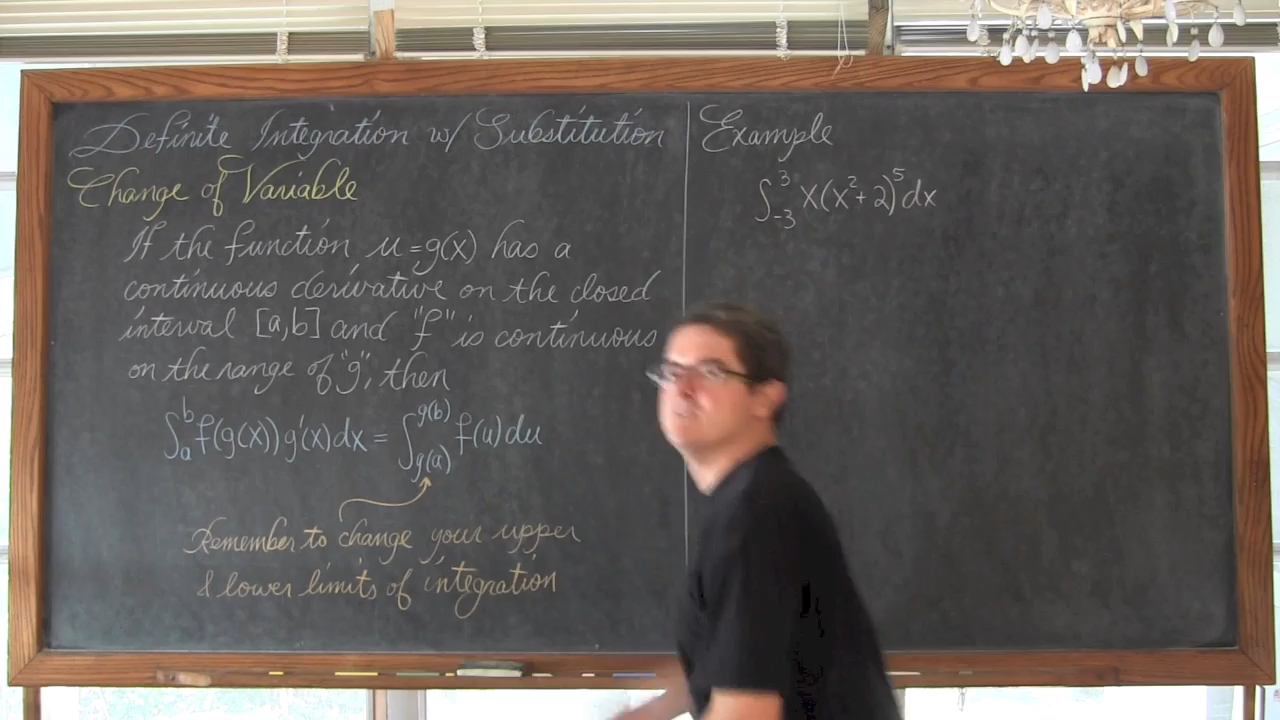 Definite Integration w/ Substitution
Change of Variable
If the function u = g(x) has a
continuous derivative on the closed
interval [a,b] and "f" is continuous
on the range of "g", then
∫_a^b f(g(x)) g'(x) dx = ∫_{g(a)}^{g(b)} f(u) du
Remember to change your upper
& lower limits of integration
Example
∫_{-3}^{3} x(x²+2)⁵ dx